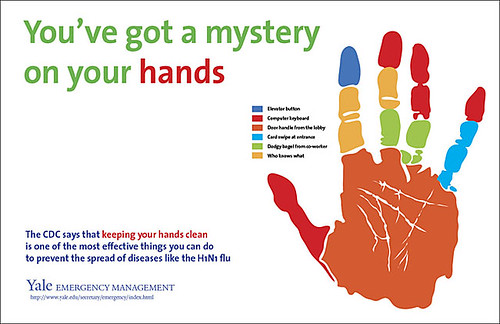 You've got a mystery
on your hands
Elevator button
Computer keyboard
Door handle from the lobby
Card swipe at entrance
Dodgy bagel from co-worker
Who knows what
The CDC says that keeping your hands clean
is one of the most effective things you can do
to prevent the spread of diseases like the H1N1 flu
Yale EMERGENCY MANAGEMENT
http://www.yale.edu/secretary/emergency/index.html